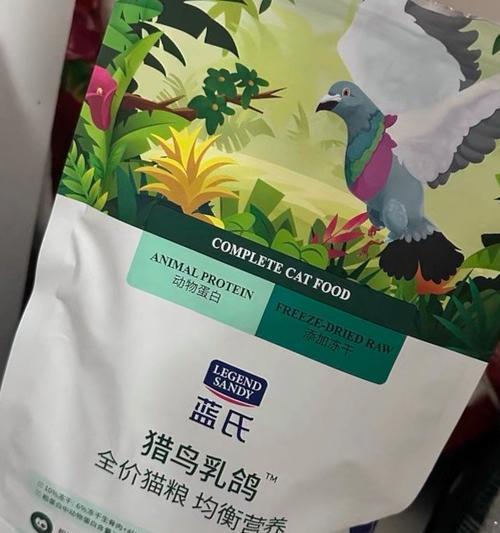 COMPLETE CAT FOOD
ANIMAL PROTEIN
动物蛋白
FREEZE-DRIED RAW
添加冻干
LEGEND
SANDY
蓝氏
猎鸟乳鸽™
全价猫粮 均衡营养